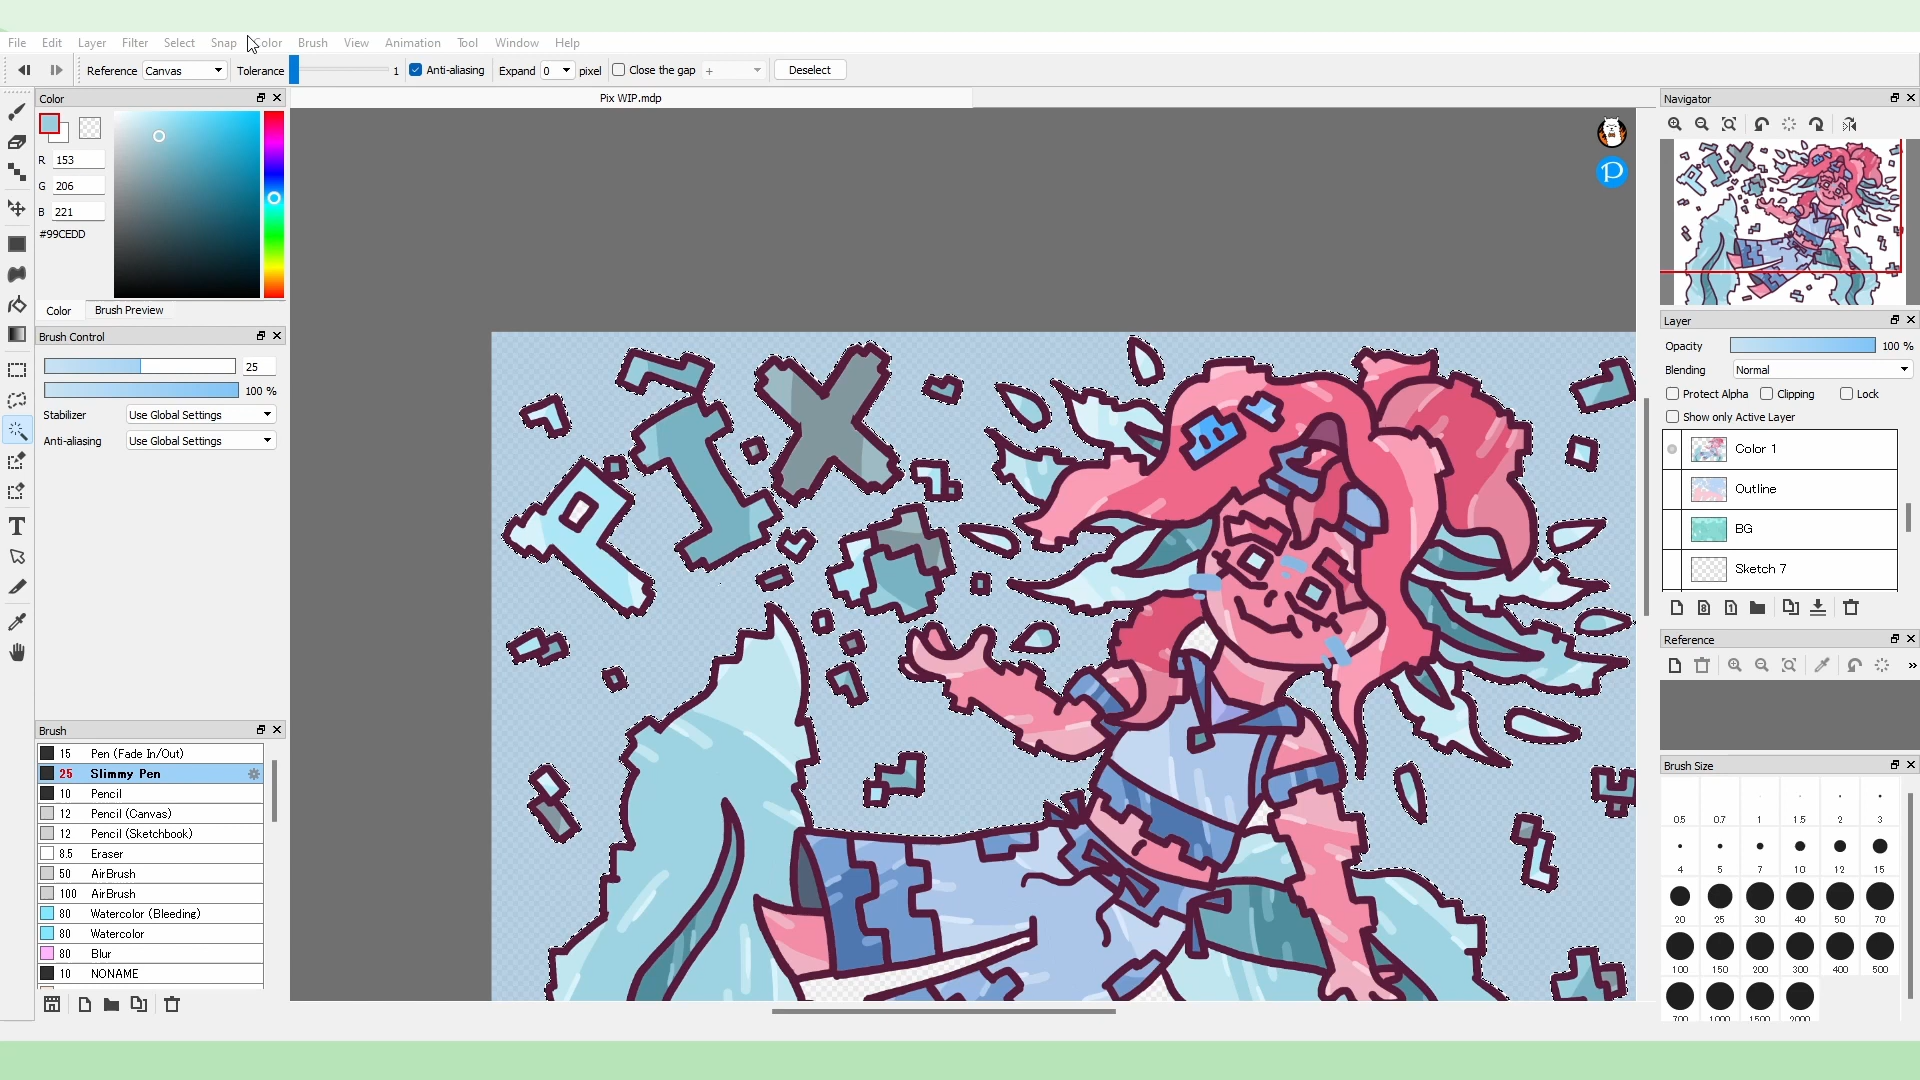 File Edit Layer Filter Select Snap Color Brush View Animation Tool Window Help
Reference Canvas Tolerance 1 Anti-aliasing Expand 0 pixel Close the gap + Deselect
Color
Pix WIP.mdp
Navigator
R 153
G 206
B 221
#99CEDD
Color Brush Preview
Brush Control
25
100 %
Stabilizer Use Global Settings
Anti-aliasing Use Global Settings
Brush
15 Pen (Fade In/Out)
25 Slimmy Pen
10 Pencil
12 Pencil (Canvas)
12 Pencil (Sketchbook)
8.5 Eraser
50 AirBrush
100 AirBrush
80 Watercolor (Bleeding)
80 Watercolor
80 Blur
10 NONAME
PIX
P
PIX
Layer
Opacity 100 %
Blending Normal
Protect Alpha Clipping Lock
Show only Active Layer
Color 1
Outline
BG
Sketch 7
8 1
Reference
»
Brush Size
0.5 0.7 1 1.5 2 3
4 5 7 10 12 15
20 25 30 40 50 70
100 150 200 300 400 500
700 1000 1500 2000